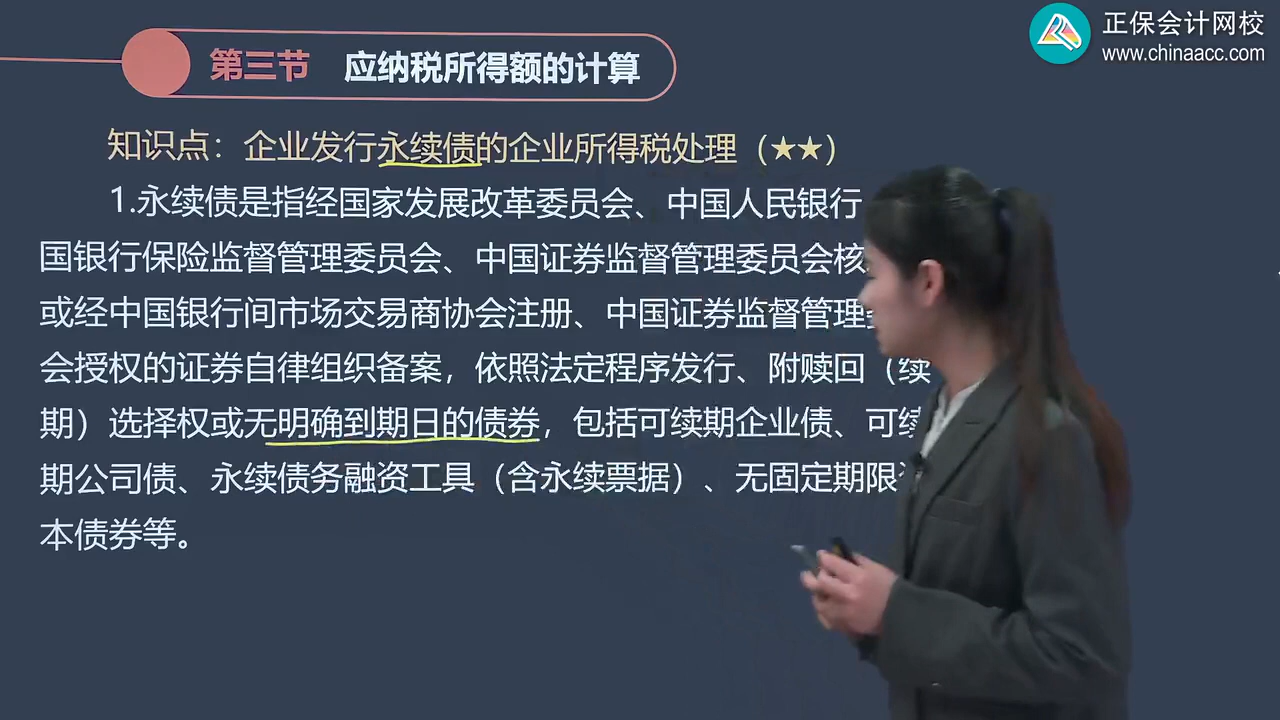 正保会计网校
www.chinaacc.com
第三节 应纳税所得额的计算
知识点：企业发行永续债的企业所得税处理（★★）
1.永续债是指经国家发展改革委员会、中国人民银行
国银行保险监督管理委员会、中国证券监督管理委员会核
或经中国银行间市场交易商协会注册、中国证券监督管理
会授权的证券自律组织备案，依照法定程序发行、附赎回（续
期）选择权或无明确到期日的债券，包括可续期企业债、可续
期公司债、永续债务融资工具（含永续票据）、无固定期限
本债券等。